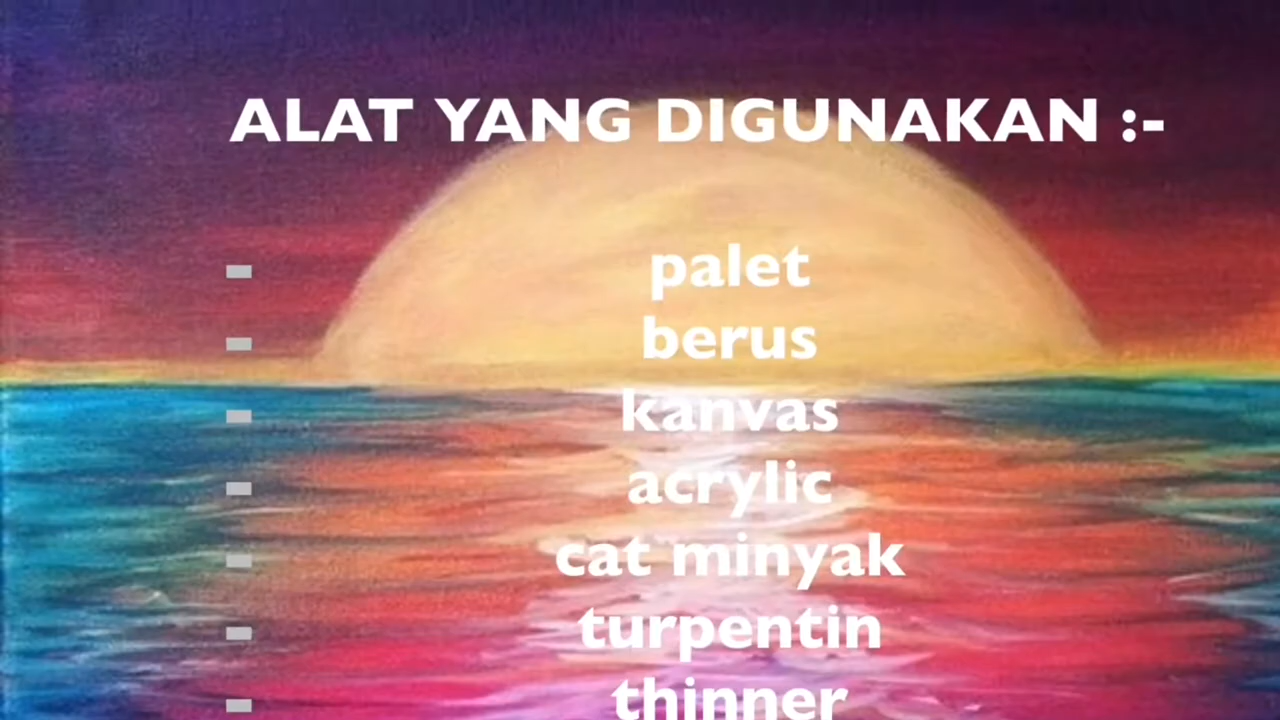 ALAT YANG DIGUNAKAN :-
palet
berus
kanvas
acrylic
cat minyak
turpentin
thinner